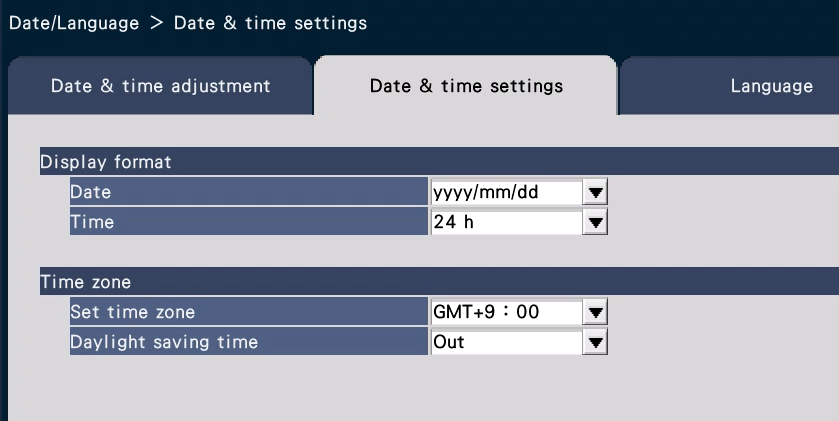 Date/Language > Date & time settings
Date & time adjustment Date & time settings Language
Display format
Date yyyy/mm/dd
Time 24 h
Time zone
Set time zone GMT+9：00
Daylight saving time Out